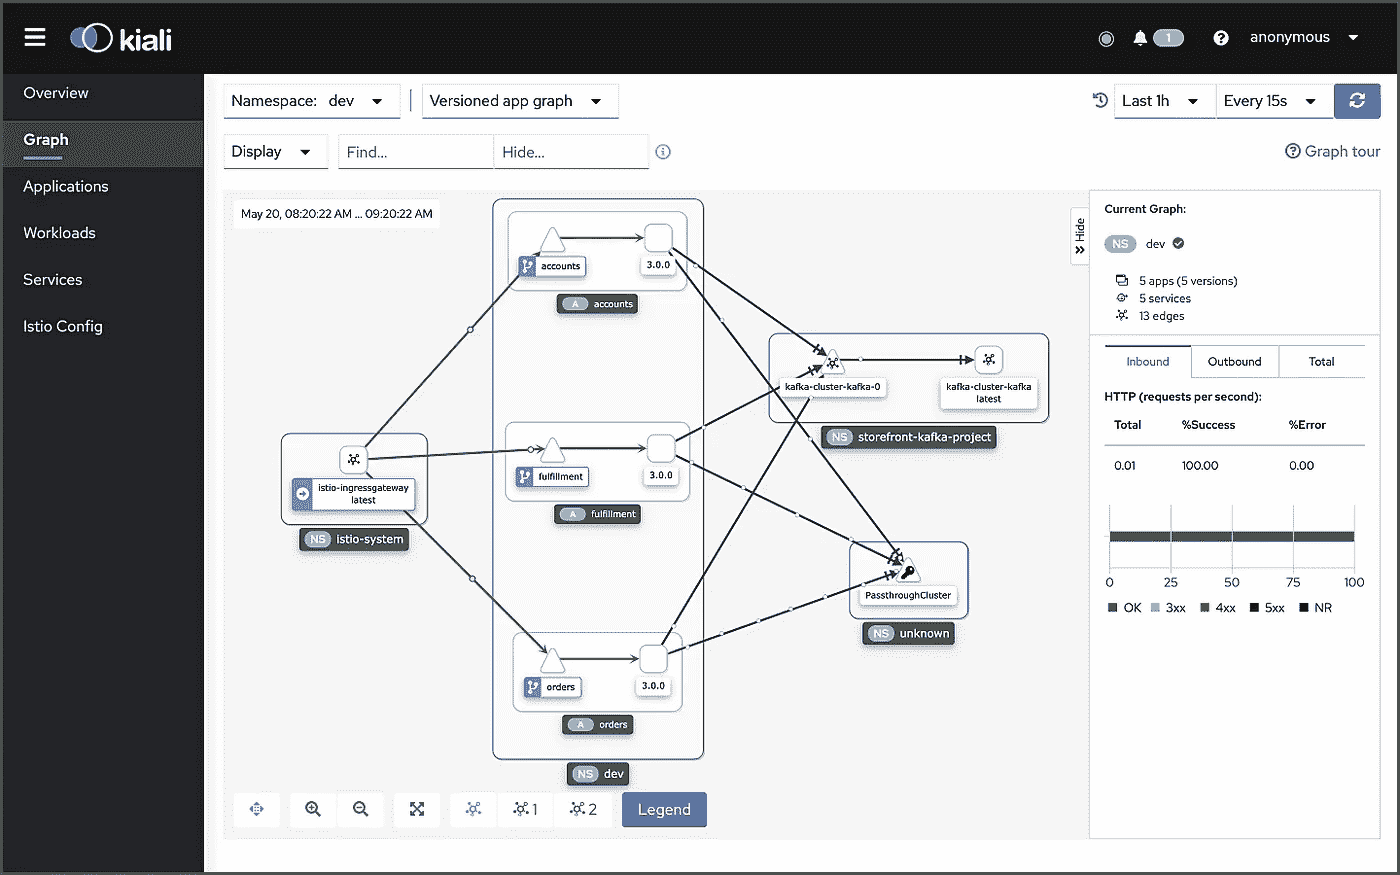 kiali
1
anonymous
Overview
Graph
Applications
Workloads
Services
Istio Config
Namespace: dev
Versioned app graph
Last 1h
Every 15s
Display
Find...
Hide...
Graph tour
May 20, 08:20:22 AM ... 09:20:22 AM
accounts
3.0.0
A accounts
kafka-cluster-kafka-0
kafka-cluster-kafka
latest
NS storefront-kafka-project
istio-ingressgateway
latest
NS istio-system
fulfillment
3.0.0
A fulfillment
PassthroughCluster
NS unknown
orders
3.0.0
A orders
NS dev
1
2
Legend
Hide
Current Graph:
NS dev
5 apps (5 versions)
5 services
13 edges
Inbound
Outbound
Total
HTTP (requests per second):
Total %Success %Error
0.01 100.00 0.00
0 25 50 75 100
OK 3xx 4xx 5xx NR